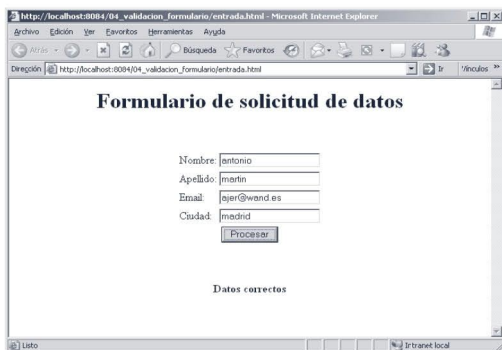 http://localhost:8084/04_validacion_formulario/entrada.html - Microsoft Internet Explorer
Archivo Edición Ver Favoritos Herramientas Ayuda
Atrás Búsqueda Favoritos
Dirección http://localhost:8084/04_validacion_formulario/entrada.html Ir Vínculos »
Formulario de solicitud de datos
Nombre: antonio
Apellido: martin
Email: ajer@wand.es
Ciudad: madrid
Procesar
Datos correctos
Listo Intranet local